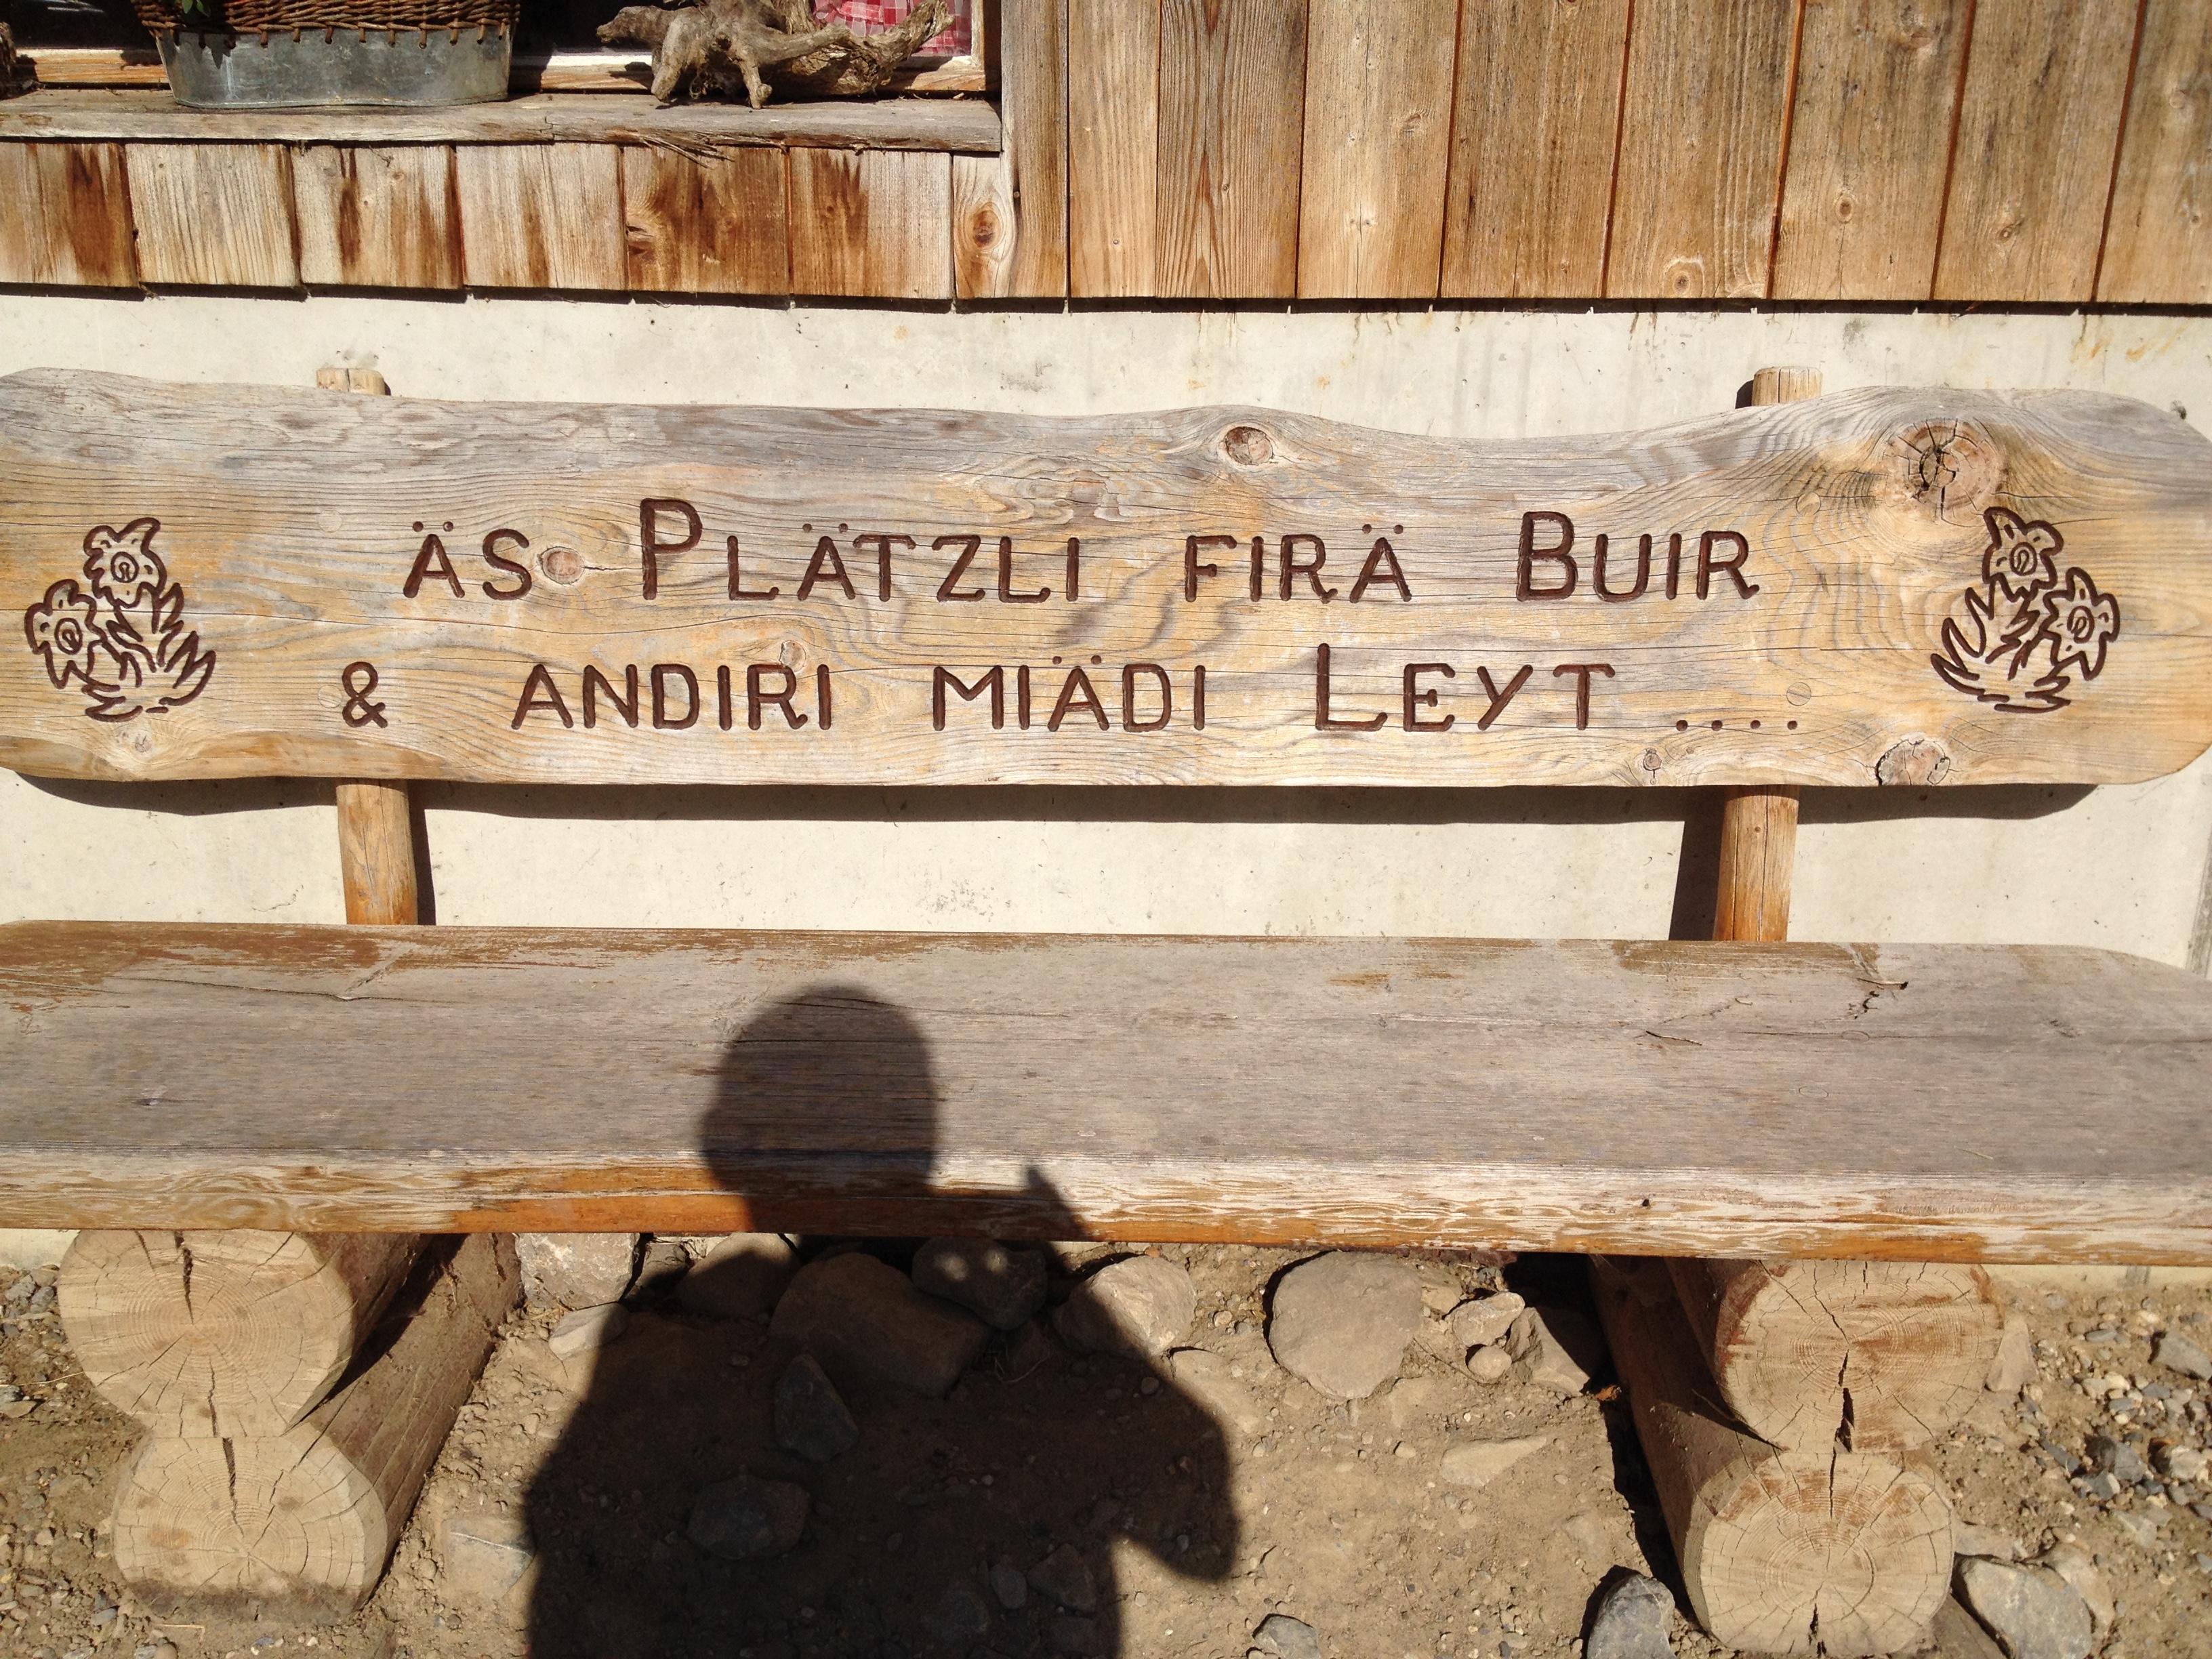 äs Plätzli firä Buir
& andiri miädi Leyt ....